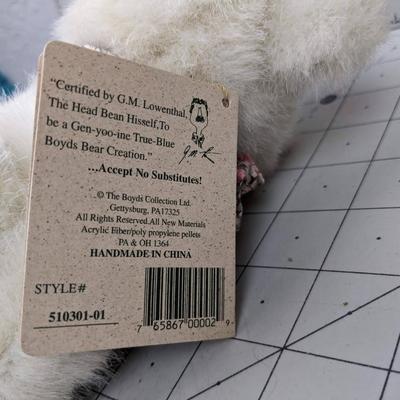 "Certified by G.M. Lowenthal,
The Head Bean Hisself,To
be a Gen-yoo-ine True-Blue
Boyds Bear Creation."
...Accept No Substitutes!
© The Boyds Collection Ltd.
Gettysburg, PA17325
All Rights Reserved.All New Materials
Acrylic Fiber/poly propylene pellets
PA & OH 1364
HANDMADE IN CHINA
STYLE#
510301-01
7 65867 00002 9